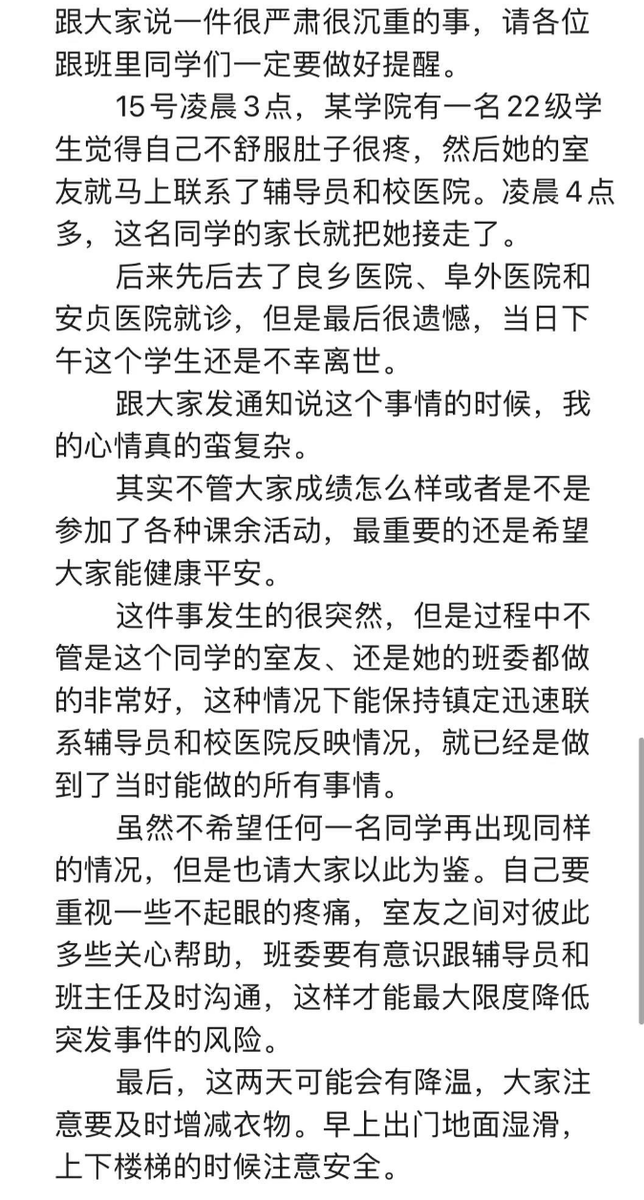 跟大家说一件很严肃很沉重的事，请各位
跟班里同学们一定要做好提醒。
15号凌晨3点，某学院有一名22级学
生觉得自己不舒服肚子很疼，然后她的室
友就马上联系了辅导员和校医院。凌晨4点
多，这名同学的家长就把她接走了。
后来先后去了良乡医院、阜外医院和
安贞医院就诊，但是最后很遗憾，当日下
午这个学生还是不幸离世。
跟大家发通知说这个事情的时候，我
的心情真的蛮复杂。
其实不管大家成绩怎么样或者是不是
参加了各种课余活动，最重要的还是希望
大家能健康平安。
这件事发生的很突然，但是过程中不
管是这个同学的室友、还是她的班委都做
的非常好，这种情况下能保持镇定迅速联
系辅导员和校医院反映情况，就已经是做
到了当时能做的所有事情。
虽然不希望任何一名同学再出现同样
的情况，但是也请大家以此为鉴。自己要
重视一些不起眼的疼痛，室友之间对彼此
多些关心帮助，班委要有意识跟辅导员和
班主任及时沟通，这样才能最大限度降低
突发事件的风险。
最后，这两天可能会有降温，大家注
意要及时增减衣物。早上出门地面湿滑，
上下楼梯的时候注意安全。